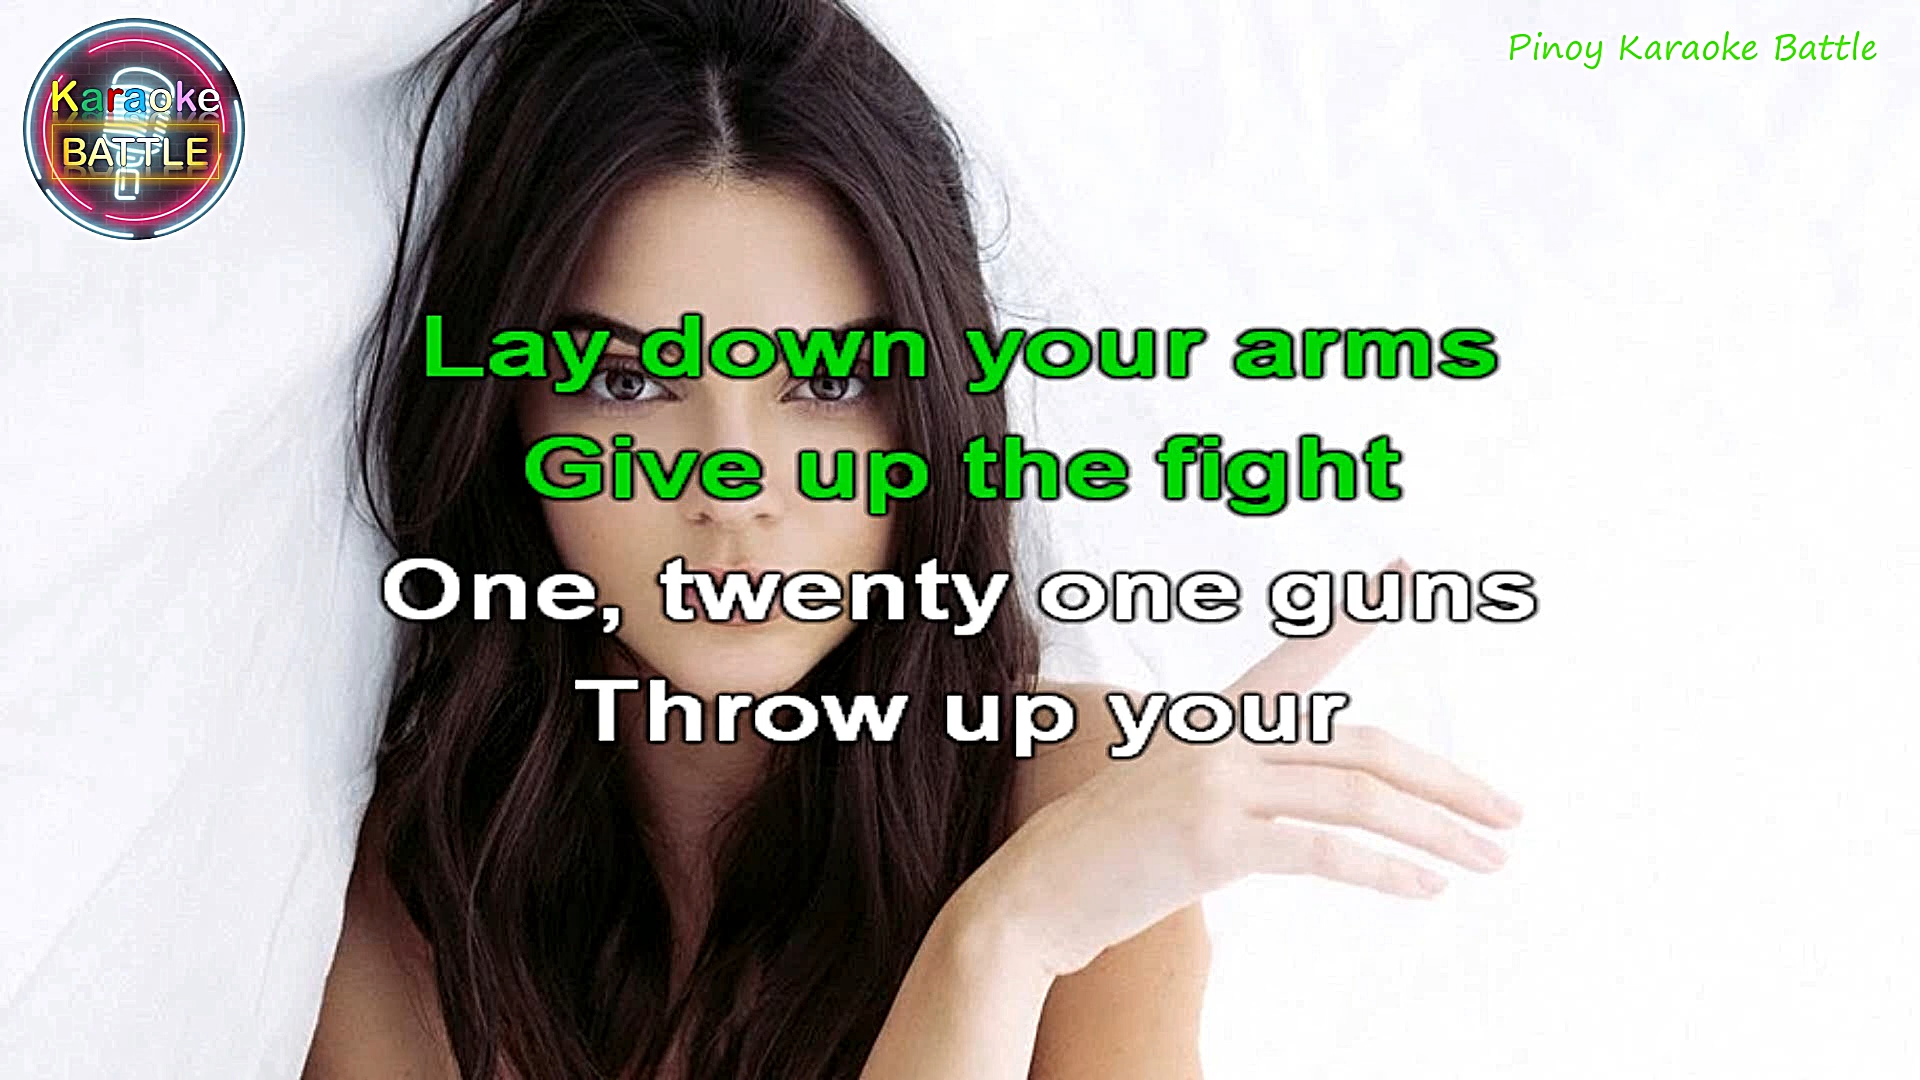 Karaoke
BATTLE
Pinoy Karaoke Battle
Lay down your arms
Give up the fight
One, twenty one guns
Throw up your